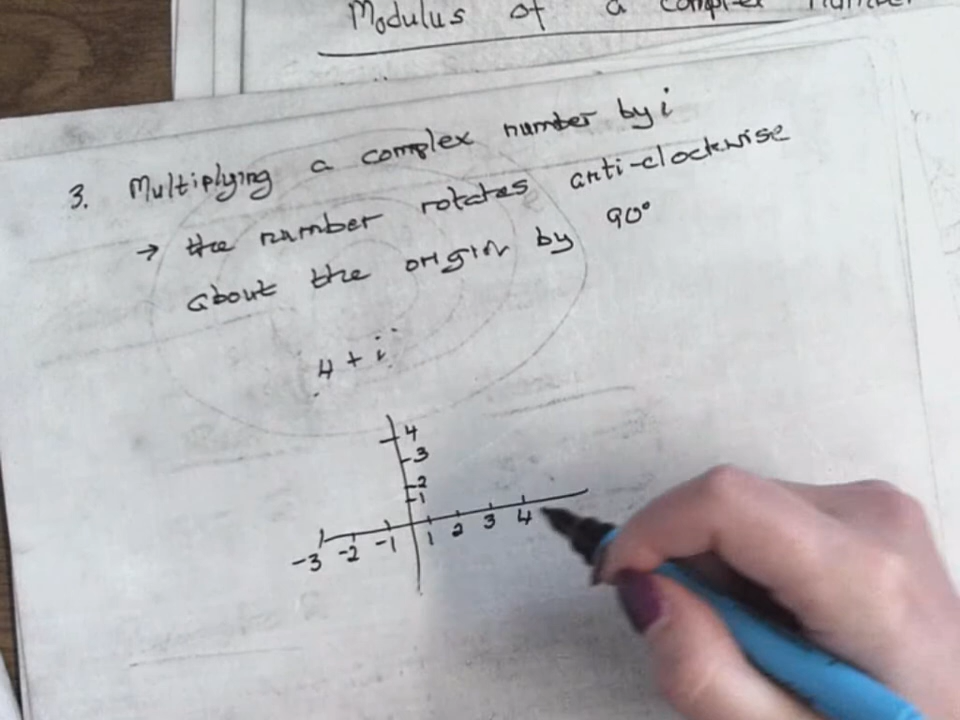 Modulus of a complex number
3. Multiplying a complex number by i
→ the number rotates anti-clockwise
about the origin by 90°
4 + i
4
3
2
1
-3 -2 -1 1 2 3 4